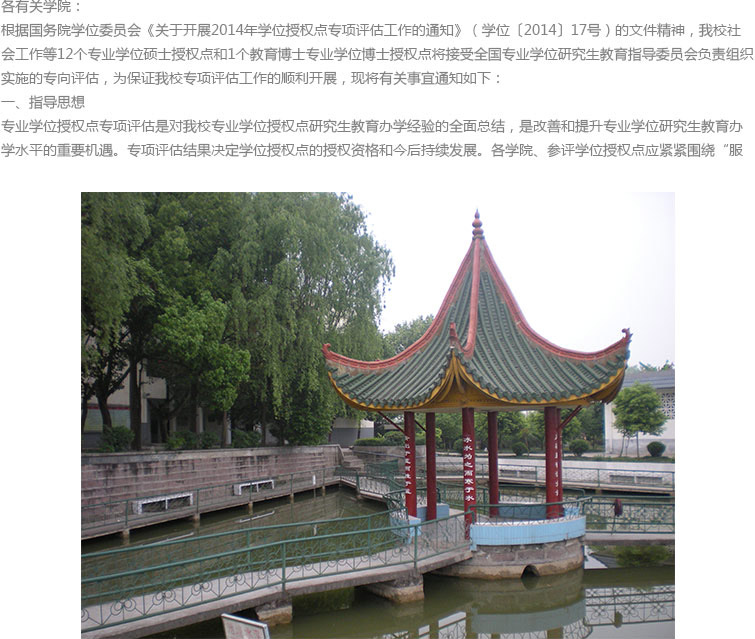 各有关学院：
根据国务院学位委员会《关于开展2014年学位授权点专项评估工作的通知》（学位〔2014〕17号）的文件精神，我校社
会工作等12个专业学位硕士授权点和1个教育博士专业学位博士授权点将接受全国专业学位研究生教育指导委员会负责组织
实施的专向评估，为保证我校专项评估工作的顺利开展，现将有关事宜通知如下：
一、指导思想
专业学位授权点专项评估是对我校专业学位授权点研究生教育办学经验的全面总结，是改善和提升专业学位研究生教育办
学水平的重要机遇。专项评估结果决定学位授权点的授权资格和今后持续发展。各学院、参评学位授权点应紧紧围绕“服
冰水为之而寒于水